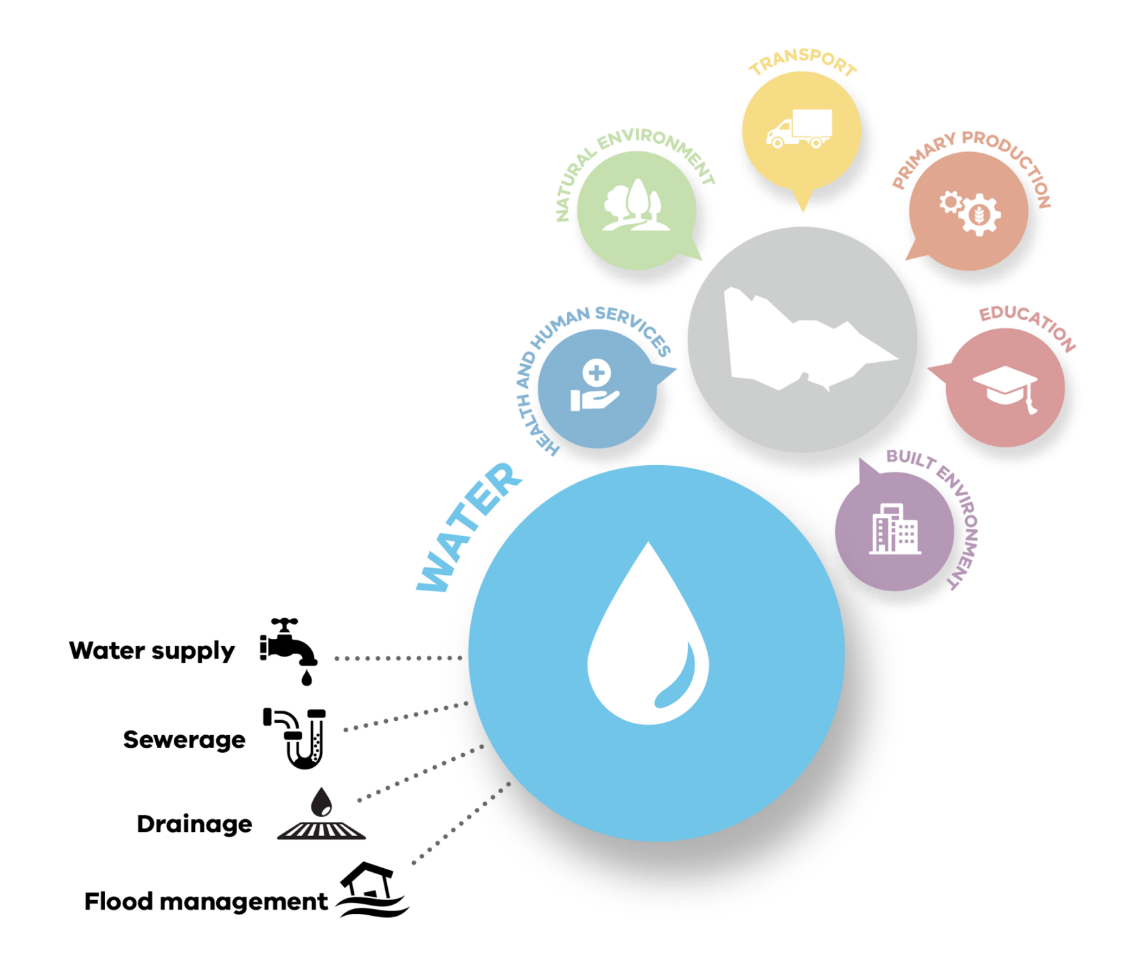 TRANSPORT
NATURAL ENVIRONMENT
PRIMARY PRODUCTION
HEALTH AND HUMAN SERVICES
EDUCATION
BUILT ENVIRONMENT
WATER
Water supply
Sewerage
Drainage
Flood management